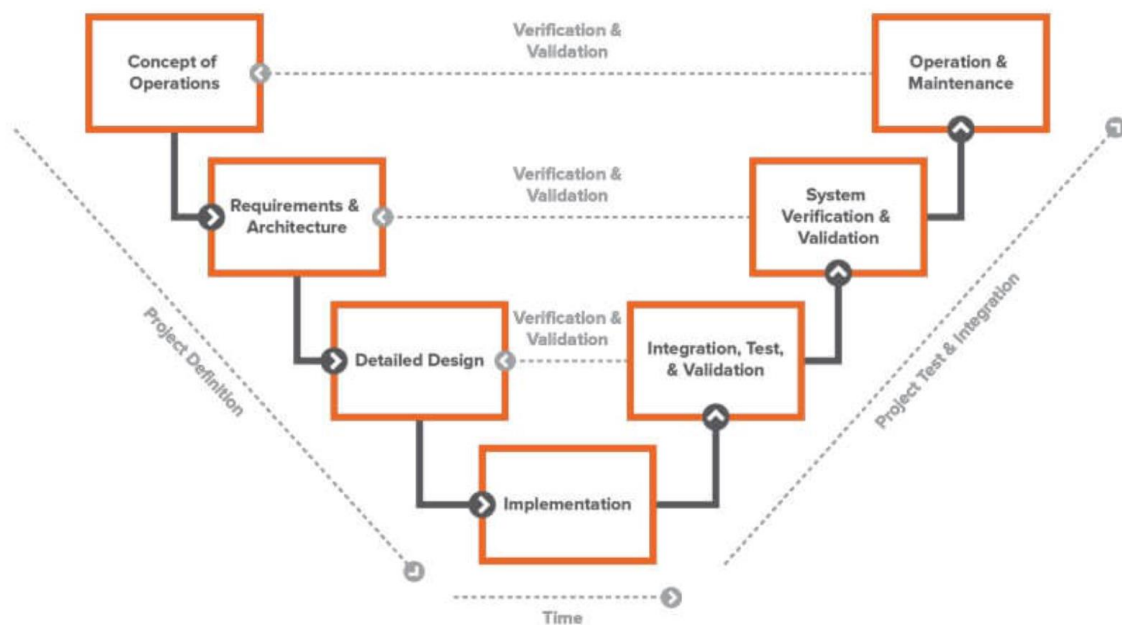 Verification &
Validation
Concept of
Operations
Operation &
Maintenance
Verification &
Validation
Requirements &
Architecture
System
Verification &
Validation
Verification &
Validation
Detailed Design
Integration, Test,
& Validation
Project Definition
Project Test & Integration
Implementation
Time